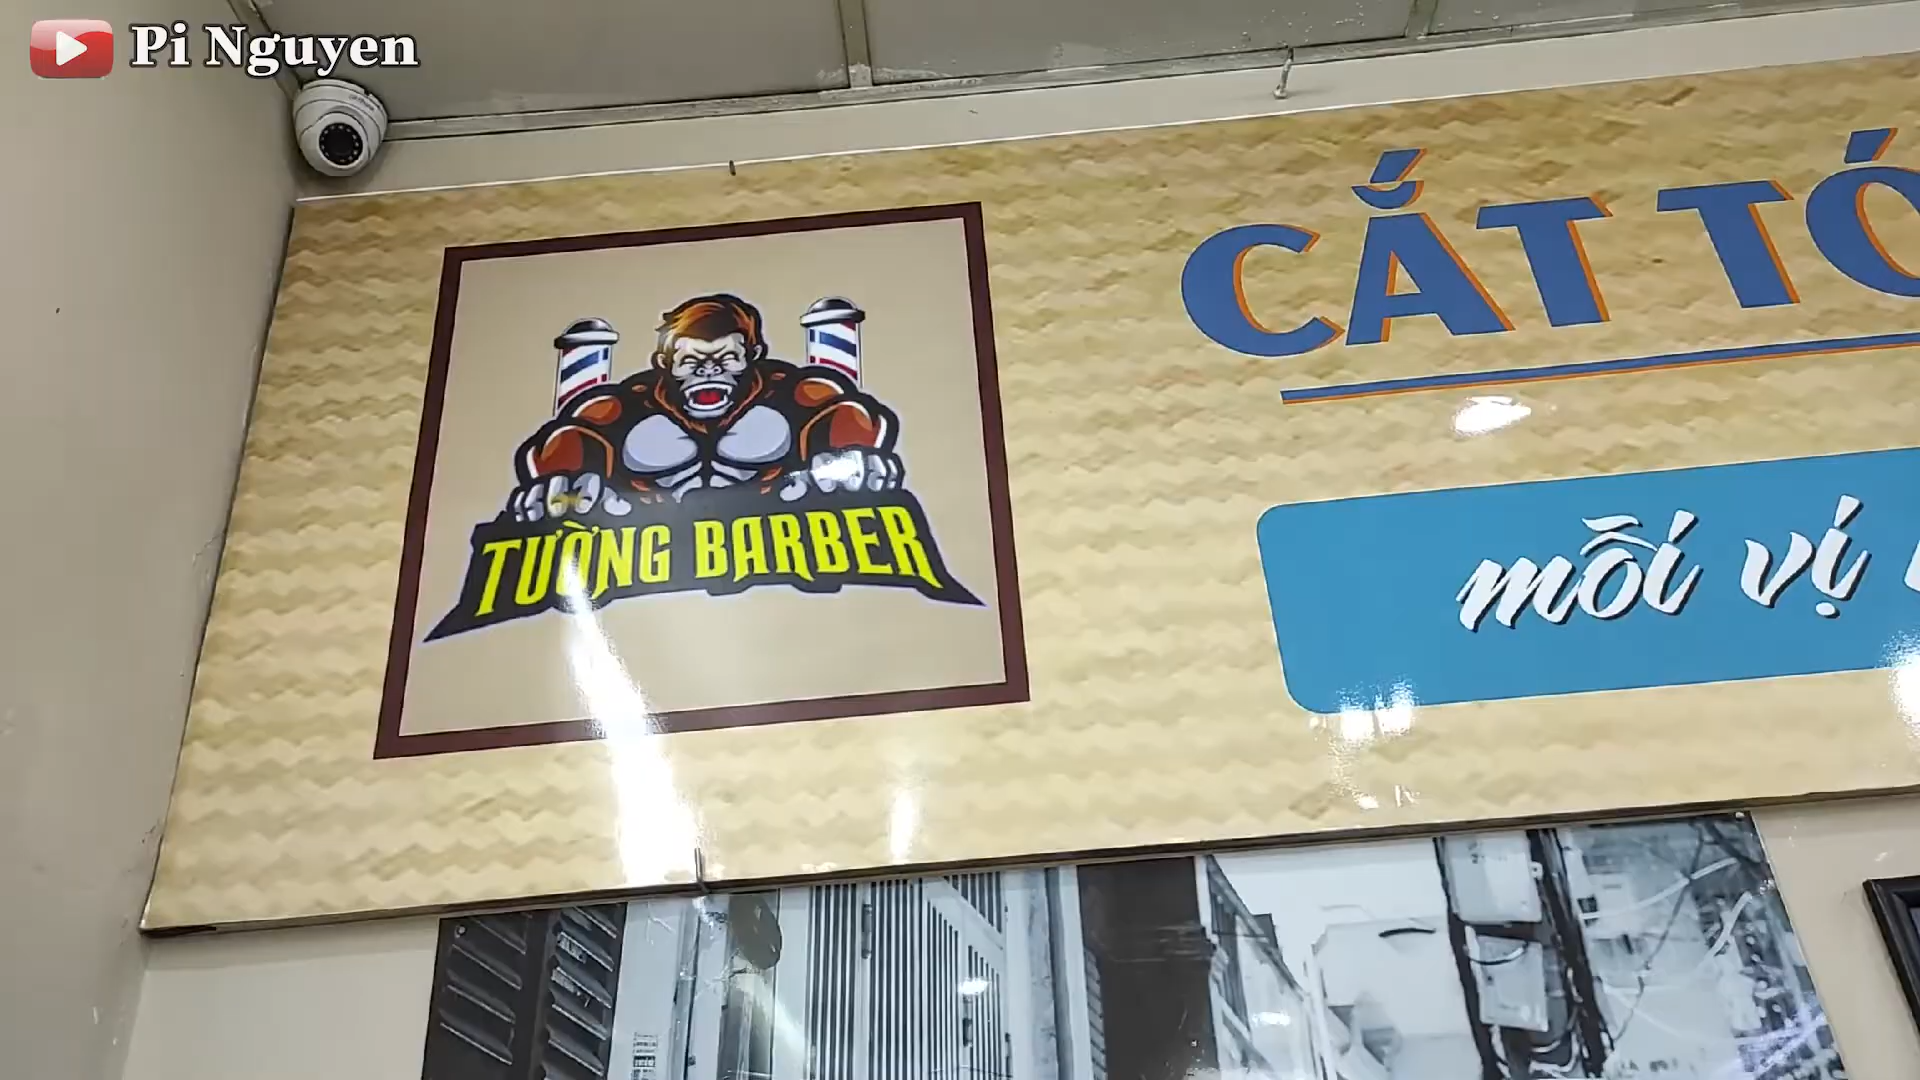 Pi Nguyen
CẮT TÓ
TƯỜNG BARBER
mỗi vị